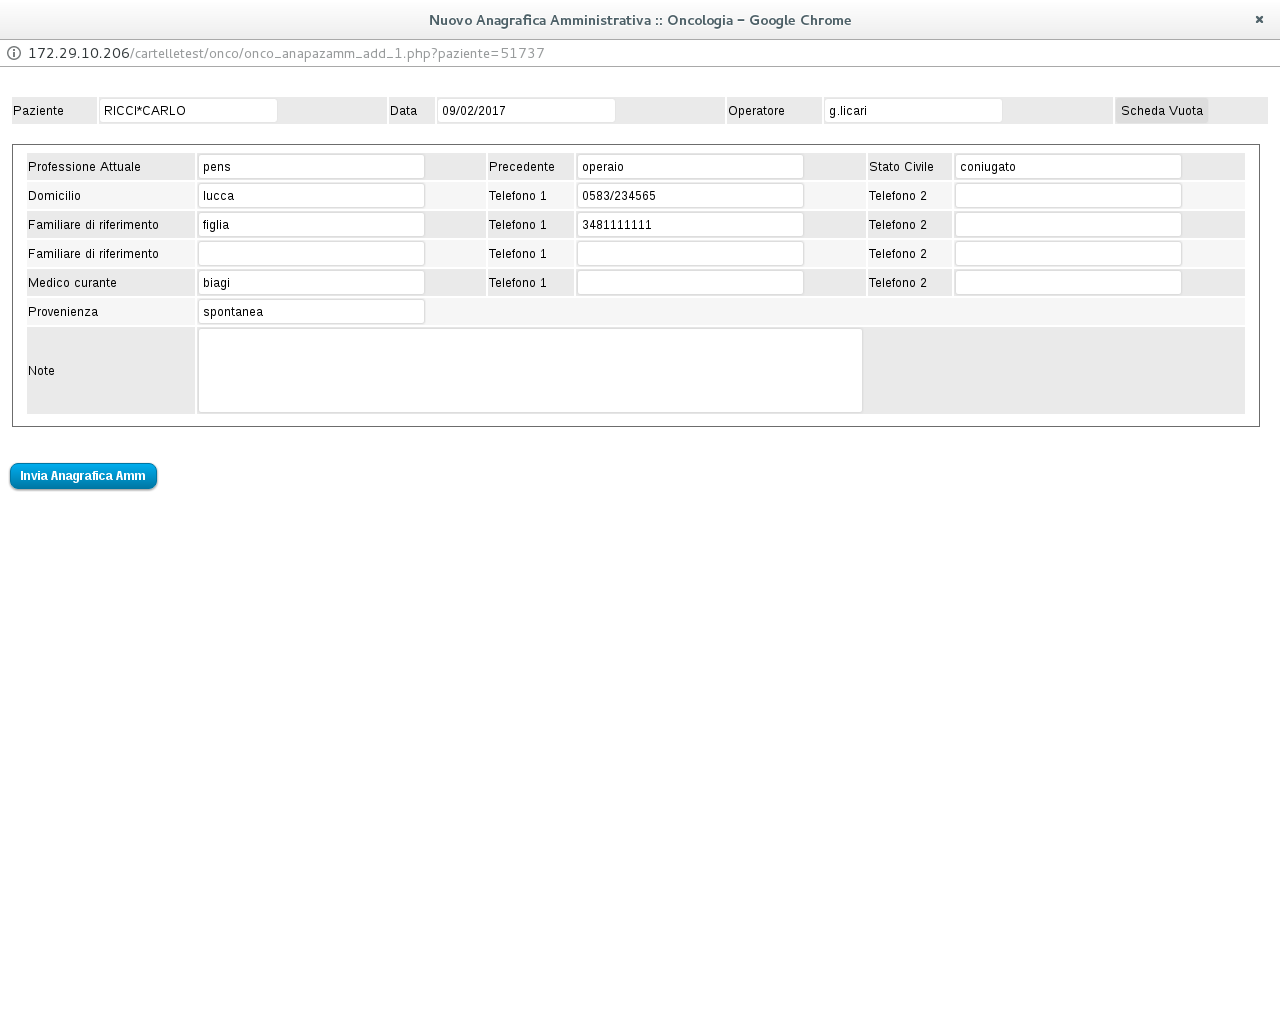 Nuovo Anagrafica Amministrativa :: Oncologia – Google Chrome
172.29.10.206/cartelletest/onco/onco_anapazamm_add_1.php?paziente=51737
Paziente RICCI*CARLO Data 09/02/2017 Operatore g.licari Scheda Vuota
Professione Attuale pens Precedente operaio Stato Civile coniugato
Domicilio lucca Telefono 1 0583/234565 Telefono 2
Familiare di riferimento figlia Telefono 1 3481111111 Telefono 2
Familiare di riferimento Telefono 1 Telefono 2
Medico curante biagi Telefono 1 Telefono 2
Provenienza spontanea
Note
Invia Anagrafica Amm